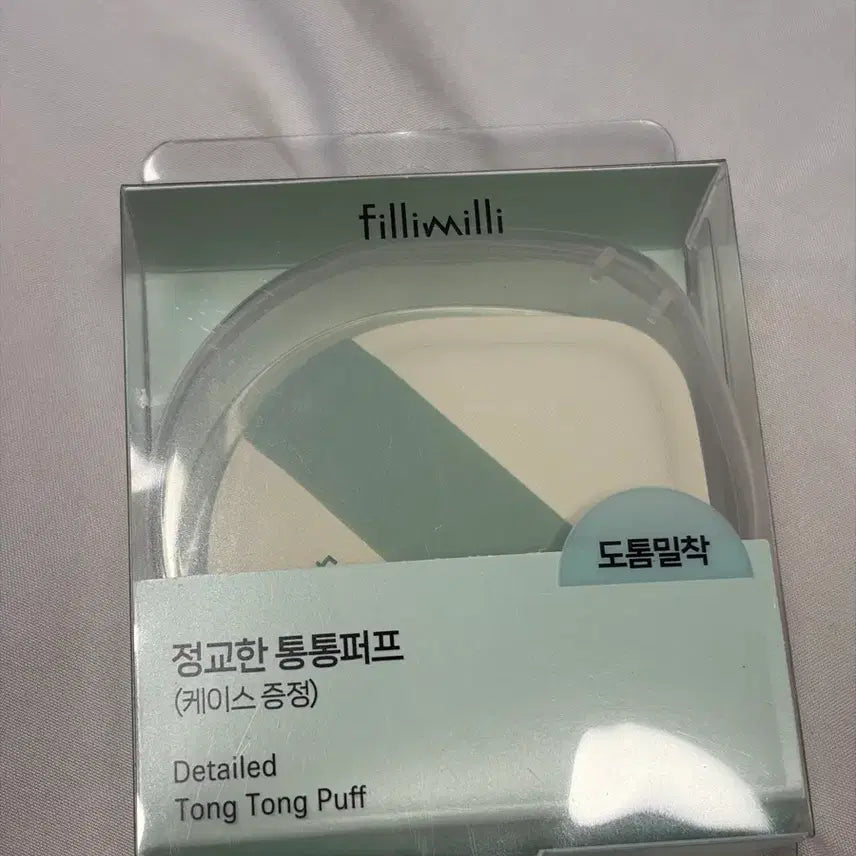 fillimilli
도톰밀착
정교한 통통퍼프
(케이스 증정)
Detailed
Tong Tong Puff